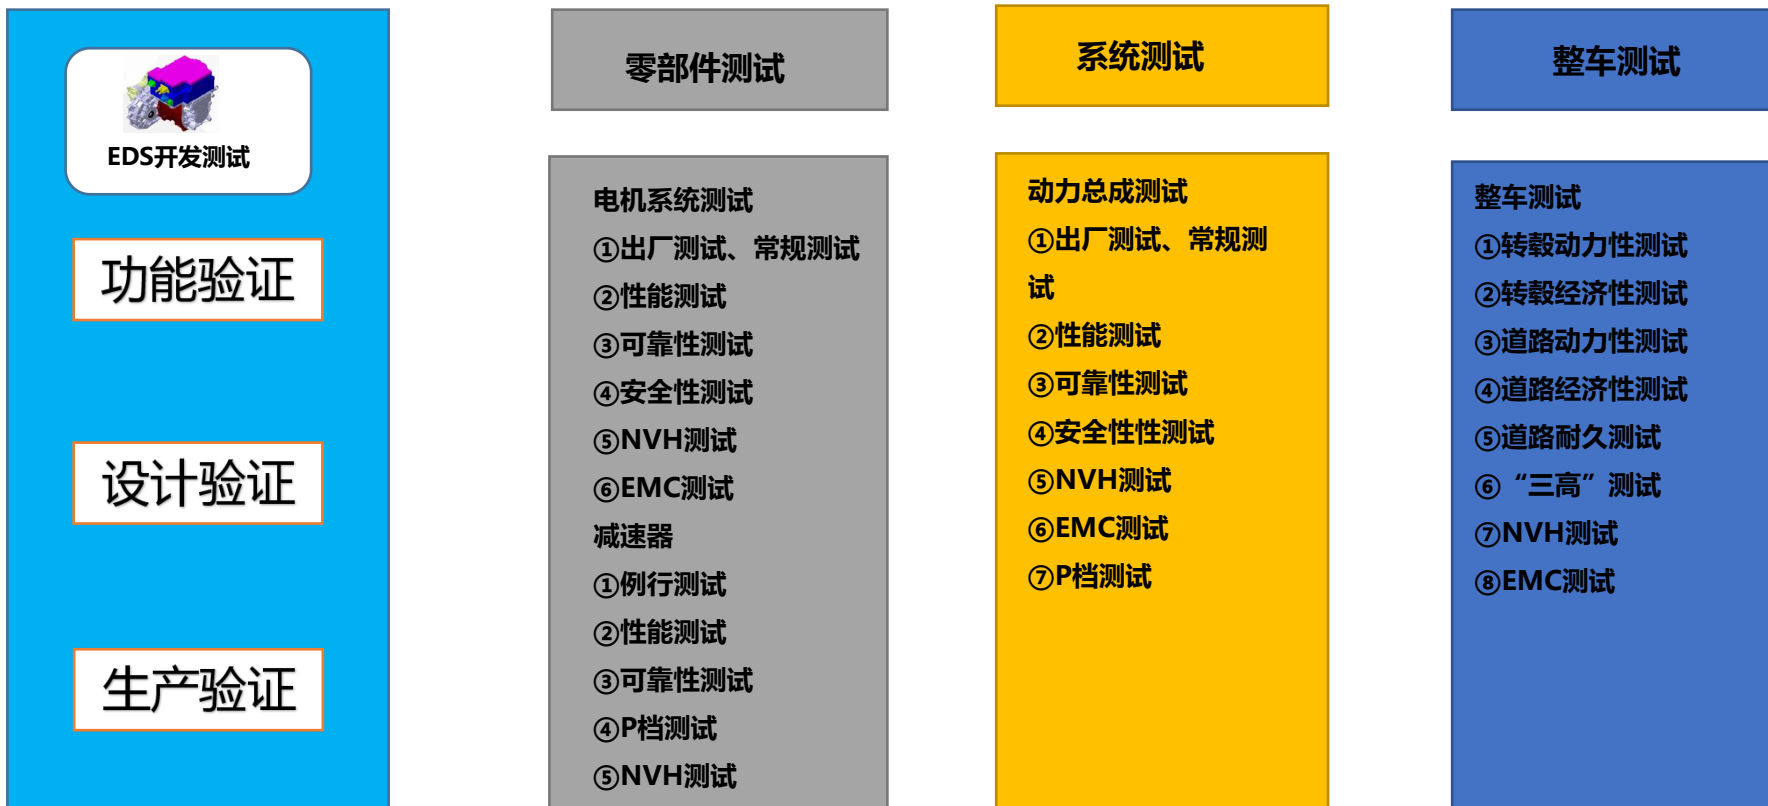 EDS开发测试
功能验证
设计验证
生产验证
零部件测试
电机系统测试
①出厂测试、常规测试
②性能测试
③可靠性测试
④安全性测试
⑤NVH测试
⑥EMC测试
减速器
①例行测试
②性能测试
③可靠性测试
④P档测试
⑤NVH测试
系统测试
动力总成测试
①出厂测试、常规测
试
②性能测试
③可靠性测试
④安全性性测试
⑤NVH测试
⑥EMC测试
⑦P档测试
整车测试
整车测试
①转毂动力性测试
②转毂经济性测试
③道路动力性测试
④道路经济性测试
⑤道路耐久测试
⑥“三高”测试
⑦NVH测试
⑧EMC测试